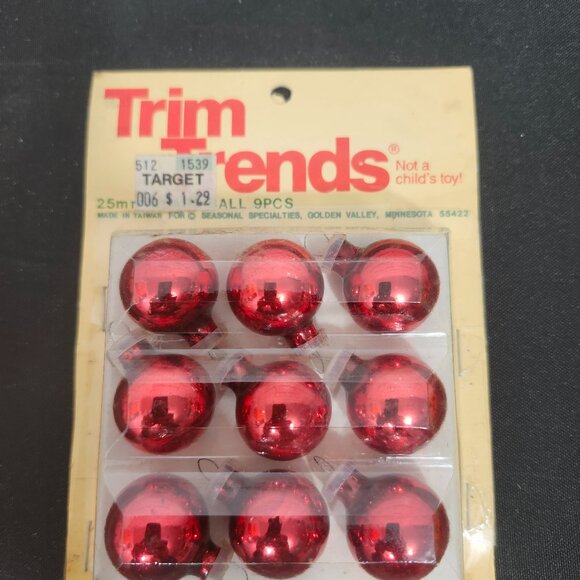 Trim
Trends®
Not a
child's toy!
512 1539
TARGET
006 $ 1.29
25m ALL 9PCS
MADE IN TAIWAN FOR © SEASONAL SPECIALTIES, GOLDEN VALLEY, MINNESOTA 55422